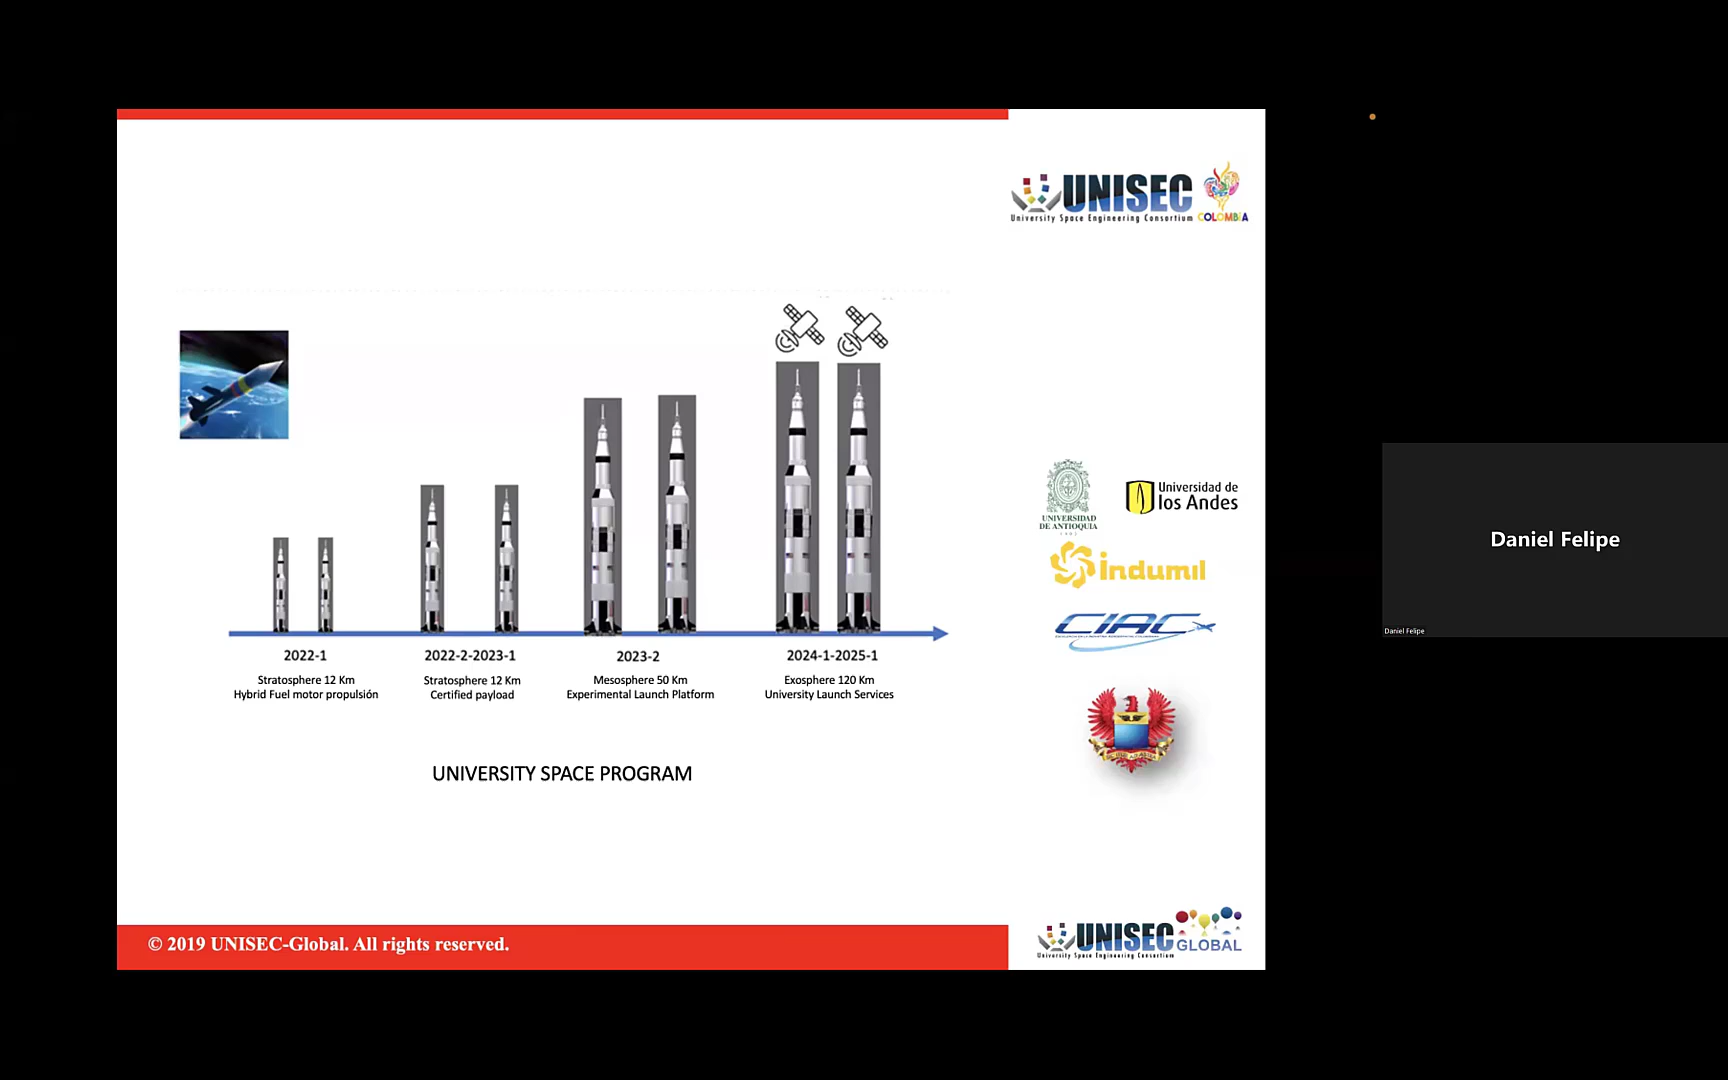 UNISEC
University Space Engineering Consortium
COLOMBIA
UNIVERSIDAD
DE ANTIOQUIA
Universidad de
los Andes
indumil
CIAC
2022-1
Stratosphere 12 Km
Hybrid Fuel motor propulsión
2022-2-2023-1
Stratosphere 12 Km
Certified payload
2023-2
Mesosphere 50 Km
Experimental Launch Platform
2024-1-2025-1
Exosphere 120 Km
University Launch Services
UNIVERSITY SPACE PROGRAM
© 2019 UNISEC-Global. All rights reserved.
UNISEC
GLOBAL
University Space Engineering Consortium
Daniel Felipe
Daniel Felipe